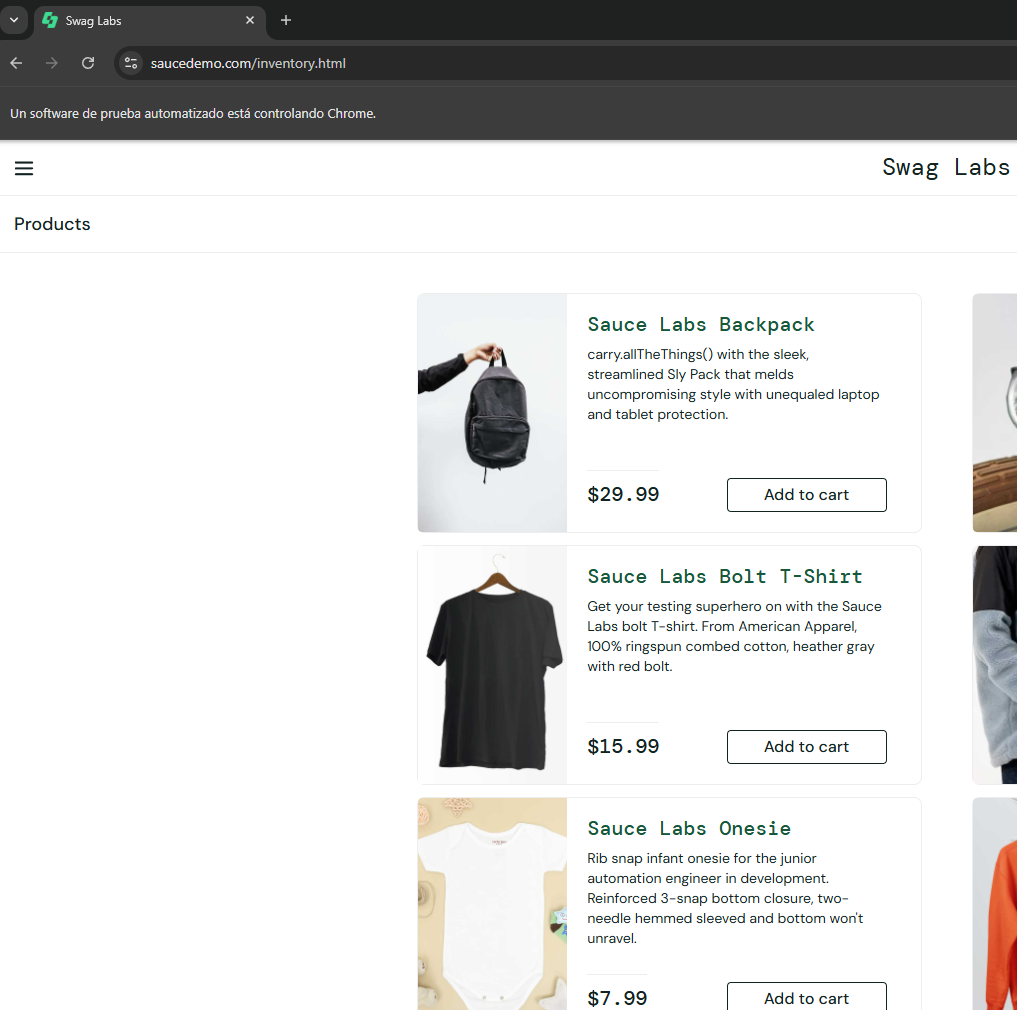 Swag Labs
saucedemo.com/inventory.html
Un software de prueba automatizado está controlando Chrome.
Swag Labs
Products
Sauce Labs Backpack
carry.allTheThings() with the sleek,
streamlined Sly Pack that melds
uncompromising style with unequaled laptop
and tablet protection.
$29.99
Add to cart
Sauce Labs Bolt T-Shirt
Get your testing superhero on with the Sauce
Labs bolt T-shirt. From American Apparel,
100% ringspun combed cotton, heather gray
with red bolt.
$15.99
Add to cart
Sauce Labs Onesie
Rib snap infant onesie for the junior
automation engineer in development.
Reinforced 3-snap bottom closure, two-
needle hemmed sleeved and bottom won't
unravel.
$7.99
Add to cart